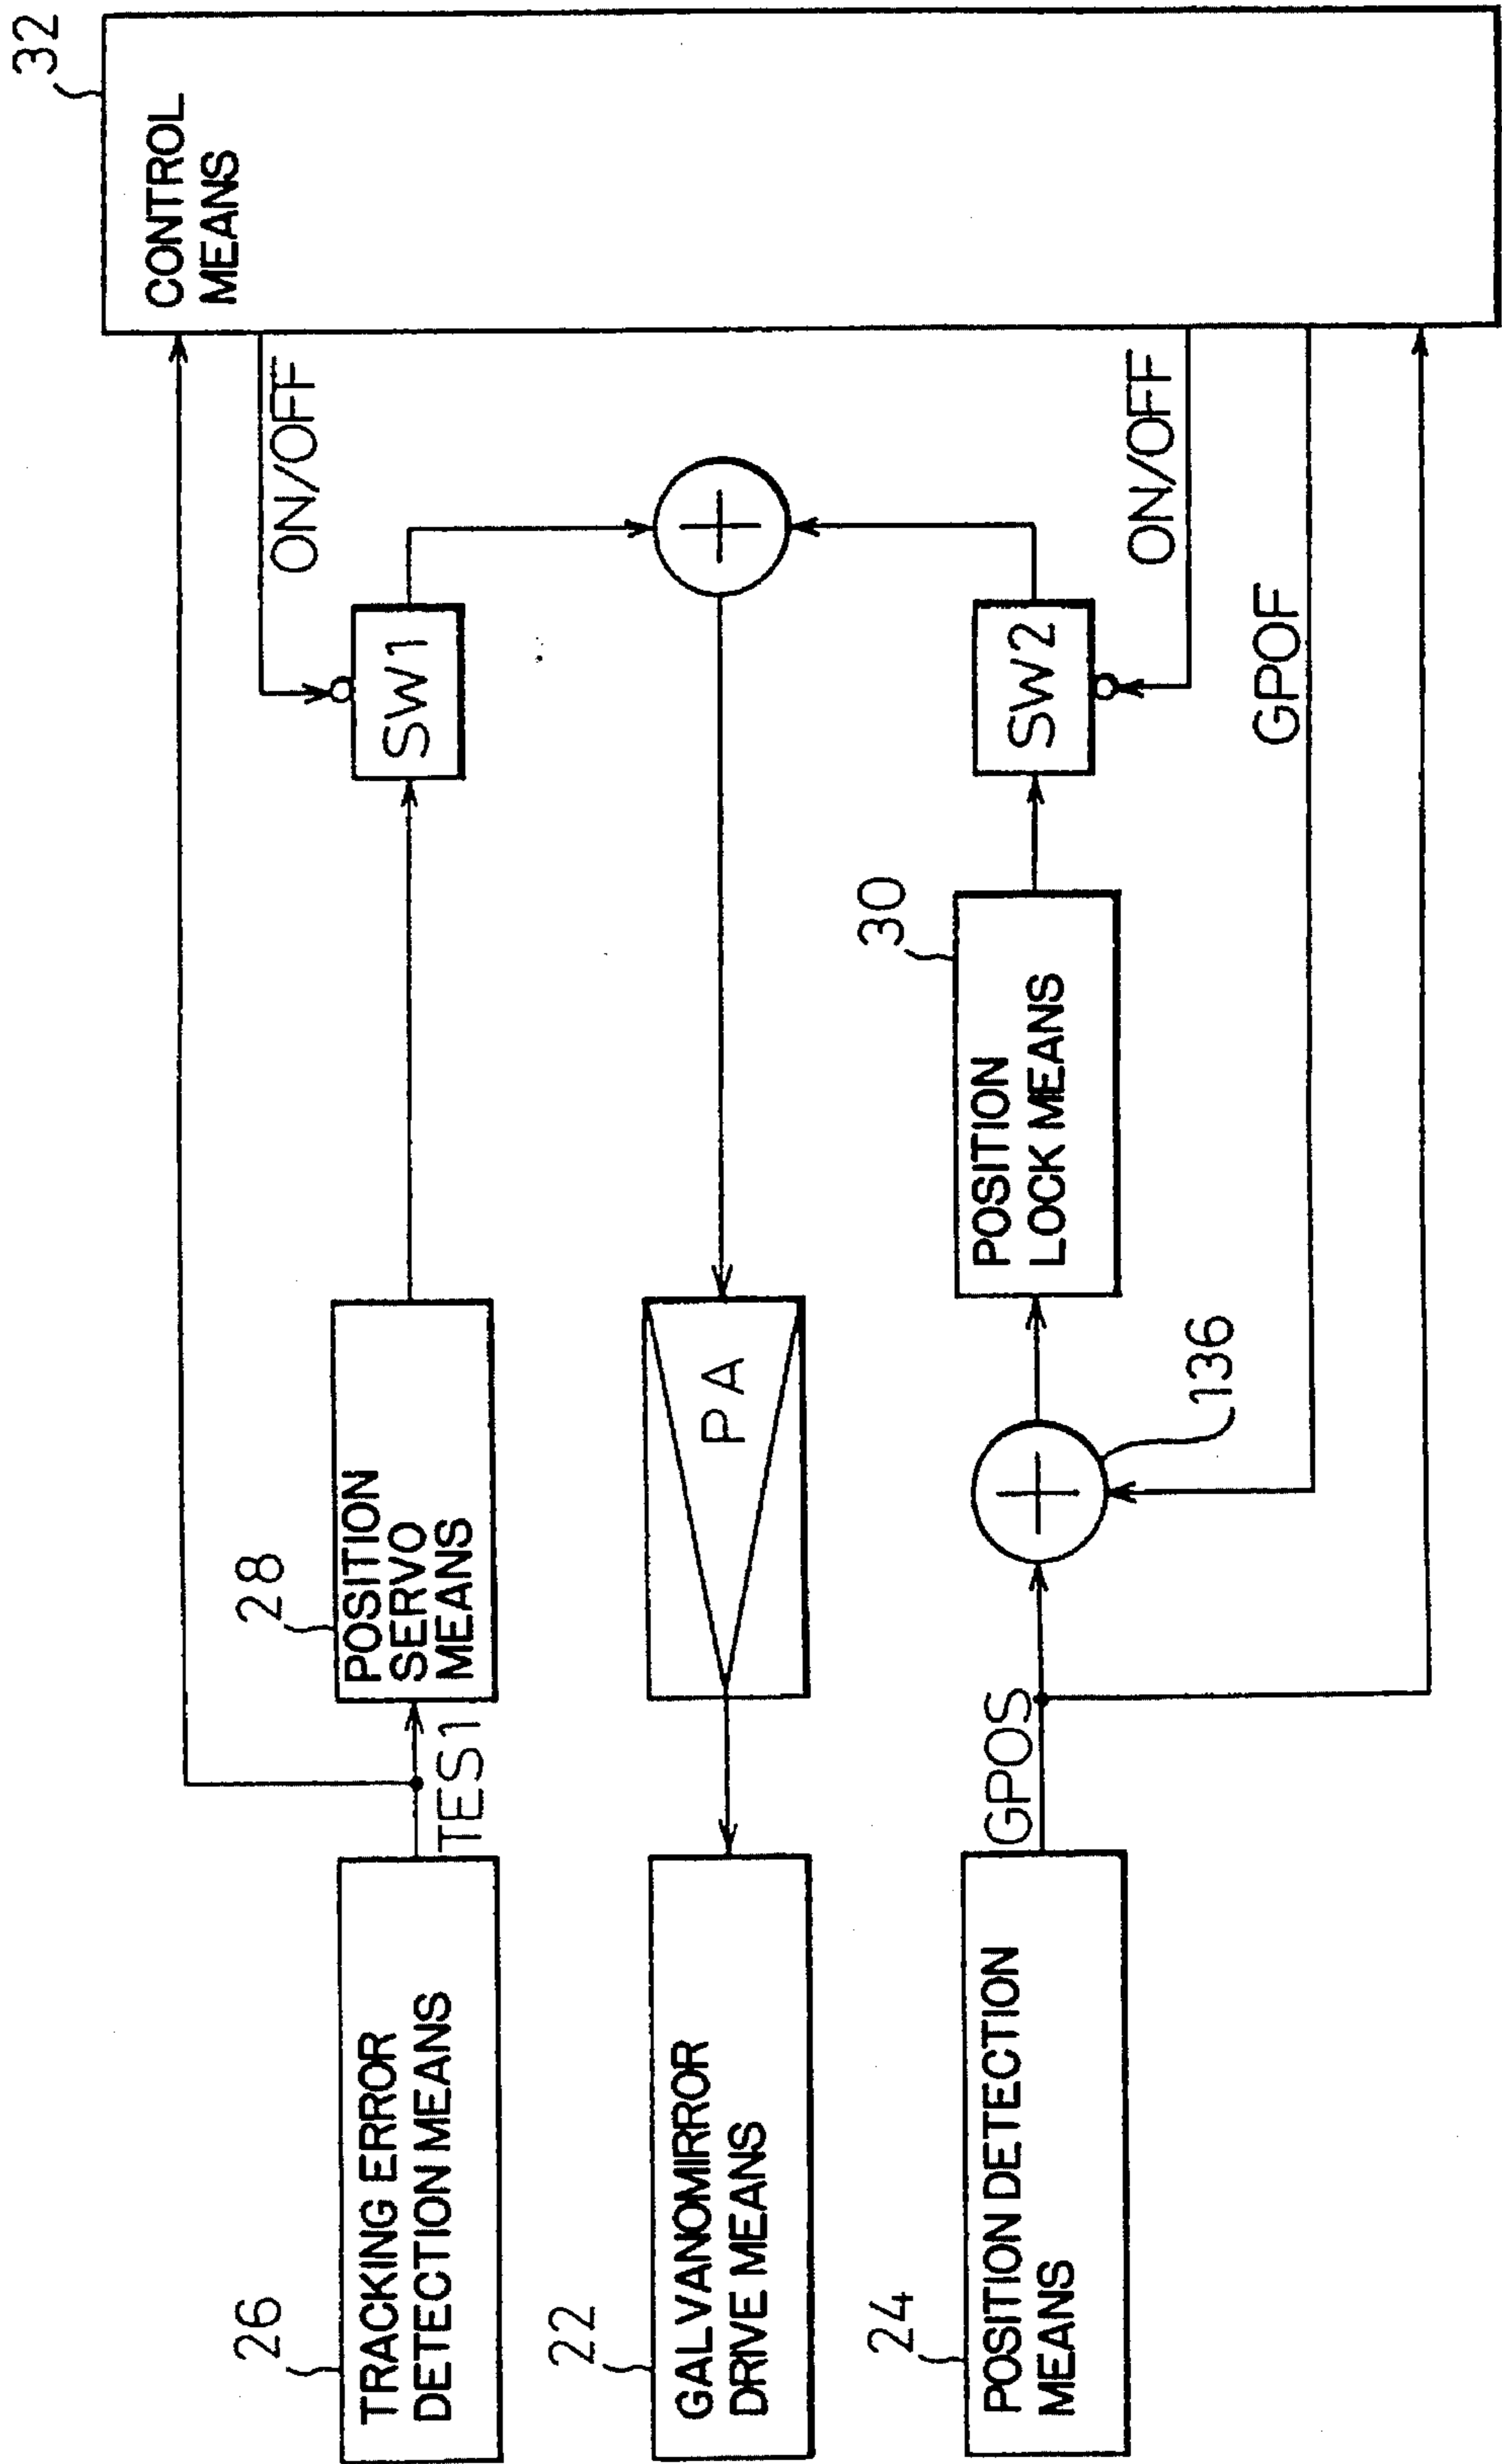 26
TRACKING ERROR
DETECTION MEANS
TES1
28
POSITION
SERVO
MEANS
SW1
ON/OFF
32
CONTROL
MEANS
22
GALVANOMIRROR
DRIVE MEANS
PA
24
POSITION DETECTION
MEANS
GPOS
136
30
POSITION
LOCK MEANS
SW2
ON/OFF
GPOF